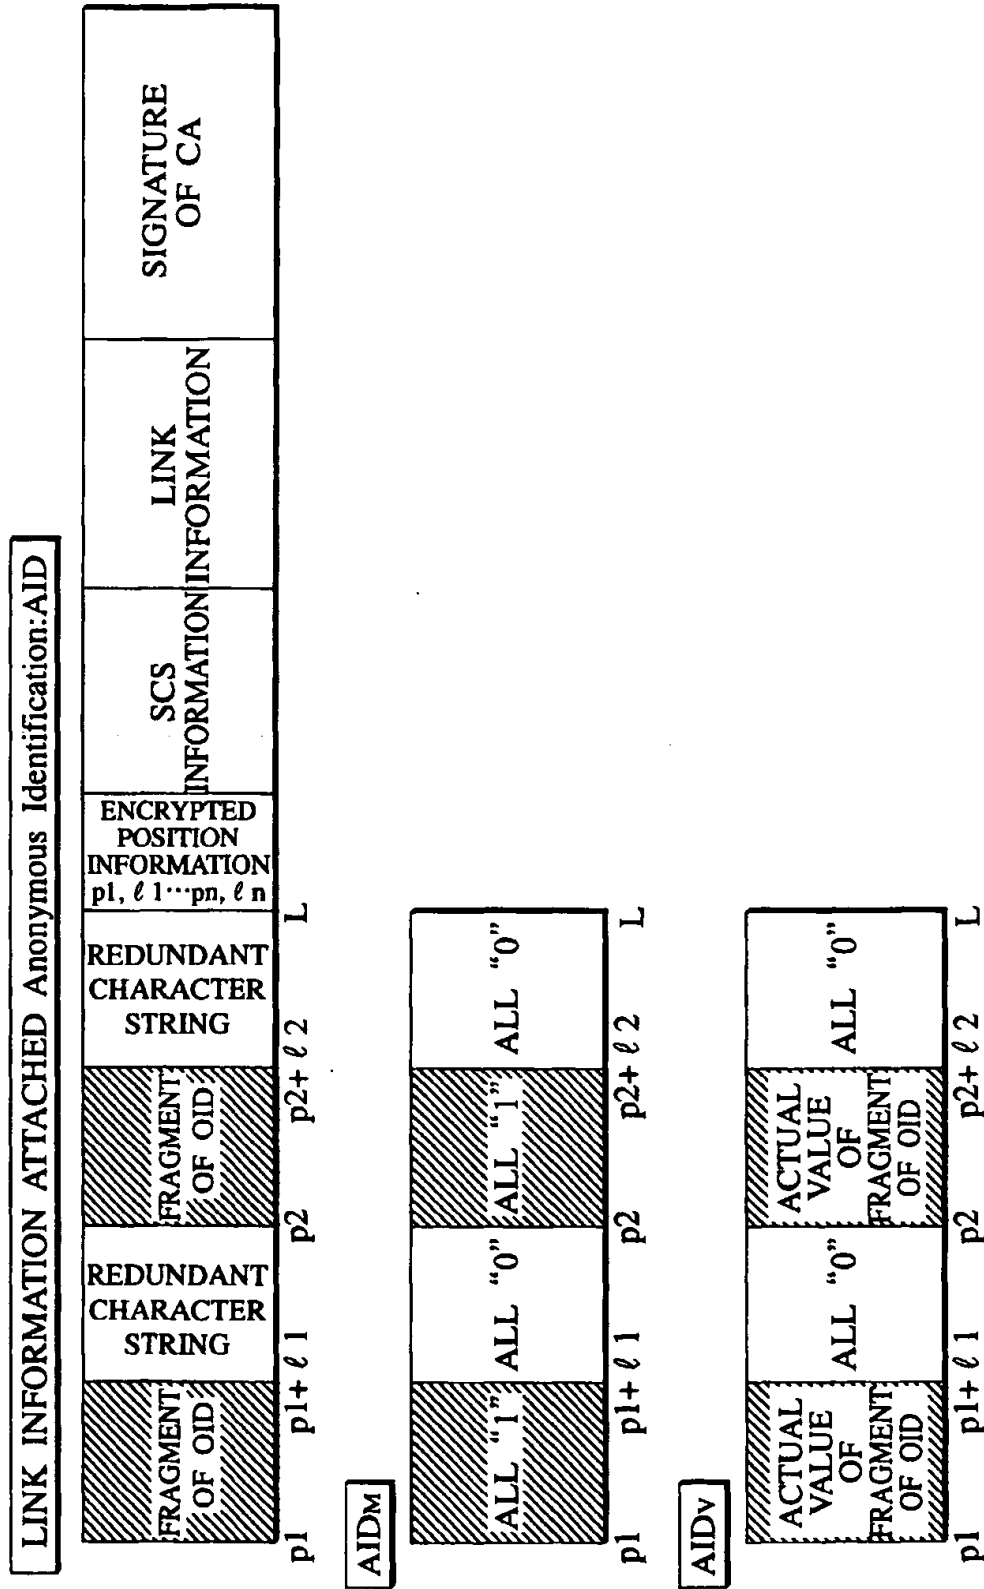 LINK INFORMATION ATTACHED Anonymous Identification:AID
FRAGMENT
OF OID
REDUNDANT
CHARACTER
STRING
FRAGMENT
OF OID
REDUNDANT
CHARACTER
STRING
ENCRYPTED
POSITION
INFORMATION
p1, ℓ 1…pn, ℓ n
SCS
INFORMATION
LINK
INFORMATION
SIGNATURE
OF CA
p1
p1+ ℓ 1
p2
p2+ ℓ 2
L
AIDM
ALL “1”
ALL “0”
ALL “1”
ALL “0”
p1
p1+ ℓ 1
p2
p2+ ℓ 2
L
AIDV
ACTUAL
VALUE
OF
FRAGMENT
OF OID
ALL “0”
ACTUAL
VALUE
OF
FRAGMENT
OF OID
ALL “0”
p1
p1+ ℓ 1
p2
p2+ ℓ 2
L